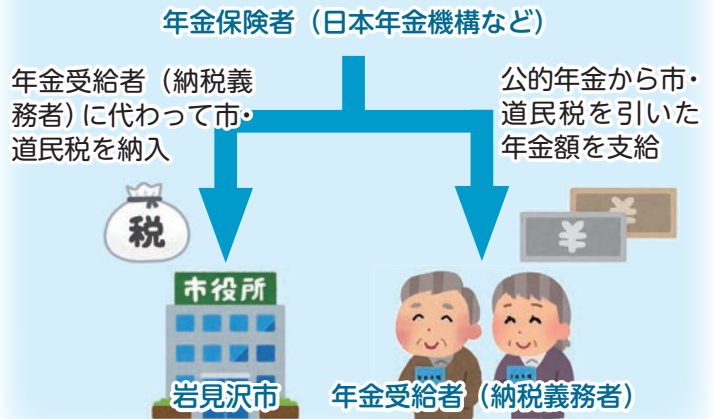 年金保険者（日本年金機構など）
年金受給者（納税義
務者）に代わって市・
道民税を納入
公的年金から市・
道民税を引いた
年金額を支給
税
¥
¥
市役所
岩見沢市
年金受給者（納税義務者）